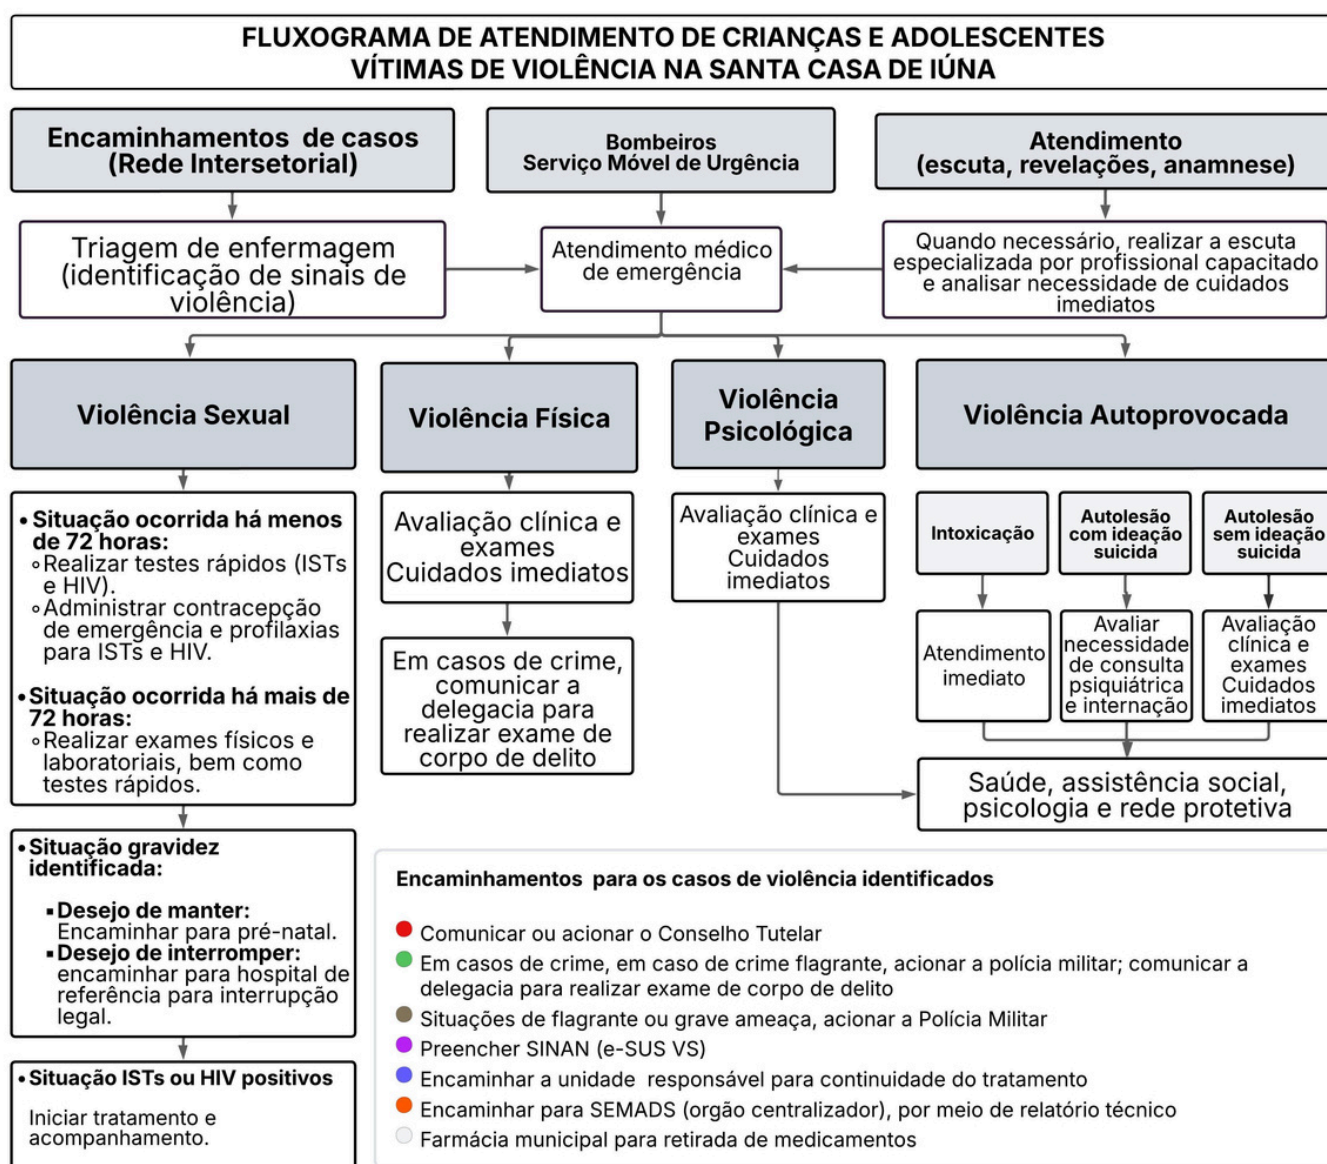 FLUXOGRAMA DE ATENDIMENTO DE CRIANÇAS E ADOLESCENTES
VÍTIMAS DE VIOLÊNCIA NA SANTA CASA DE IÚNA
Encaminhamentos de casos
(Rede Intersetorial)
Bombeiros
Serviço Móvel de Urgência
Atendimento
(escuta, revelações, anamnese)
Triagem de enfermagem
(identificação de sinais de
violência)
Atendimento médico
de emergência
Quando necessário, realizar a escuta
especializada por profissional capacitado
e analisar necessidade de cuidados
imediatos
Violência Sexual
Violência Física
Violência
Psicológica
Violência Autoprovocada
• Situação ocorrida há menos
de 72 horas:
Realizar testes rápidos (ISTs
e HIV).
Administrar contracepção
de emergência e profilaxias
para ISTs e HIV.
• Situação ocorrida há mais de
72 horas:
Realizar exames físicos e
laboratoriais, bem como
testes rápidos.
• Situação gravidez
identificada:
▪ Desejo de manter:
Encaminhar para pré-natal.
▪ Desejo de interromper:
encaminhar para hospital de
referência para interrupção
legal.
• Situação ISTs ou HIV positivos
Iniciar tratamento e
acompanhamento.
Avaliação clínica e
exames
Cuidados imediatos
Em casos de crime,
comunicar a
delegacia para
realizar exame de
corpo de delito
Avaliação clínica e
exames
Cuidados
imediatos
Intoxicação
Autolesão
com ideação
suicida
Autolesão
sem ideação
suicida
Atendimento
imediato
Avaliar
necessidade
de consulta
psiquiátrica
e internação
Avaliação
clínica e
exames
Cuidados
imediatos
Saúde, assistência social,
psicologia e rede protetiva
Encaminhamentos para os casos de violência identificados
Comunicar ou acionar o Conselho Tutelar
Em casos de crime, em caso de crime flagrante, acionar a polícia militar; comunicar a
delegacia para realizar exame de corpo de delito
Situações de flagrante ou grave ameaça, acionar a Polícia Militar
Preencher SINAN (e-SUS VS)
Encaminhar a unidade responsável para continuidade do tratamento
Encaminhar para SEMADS (orgão centralizador), por meio de relatório técnico
Farmácia municipal para retirada de medicamentos